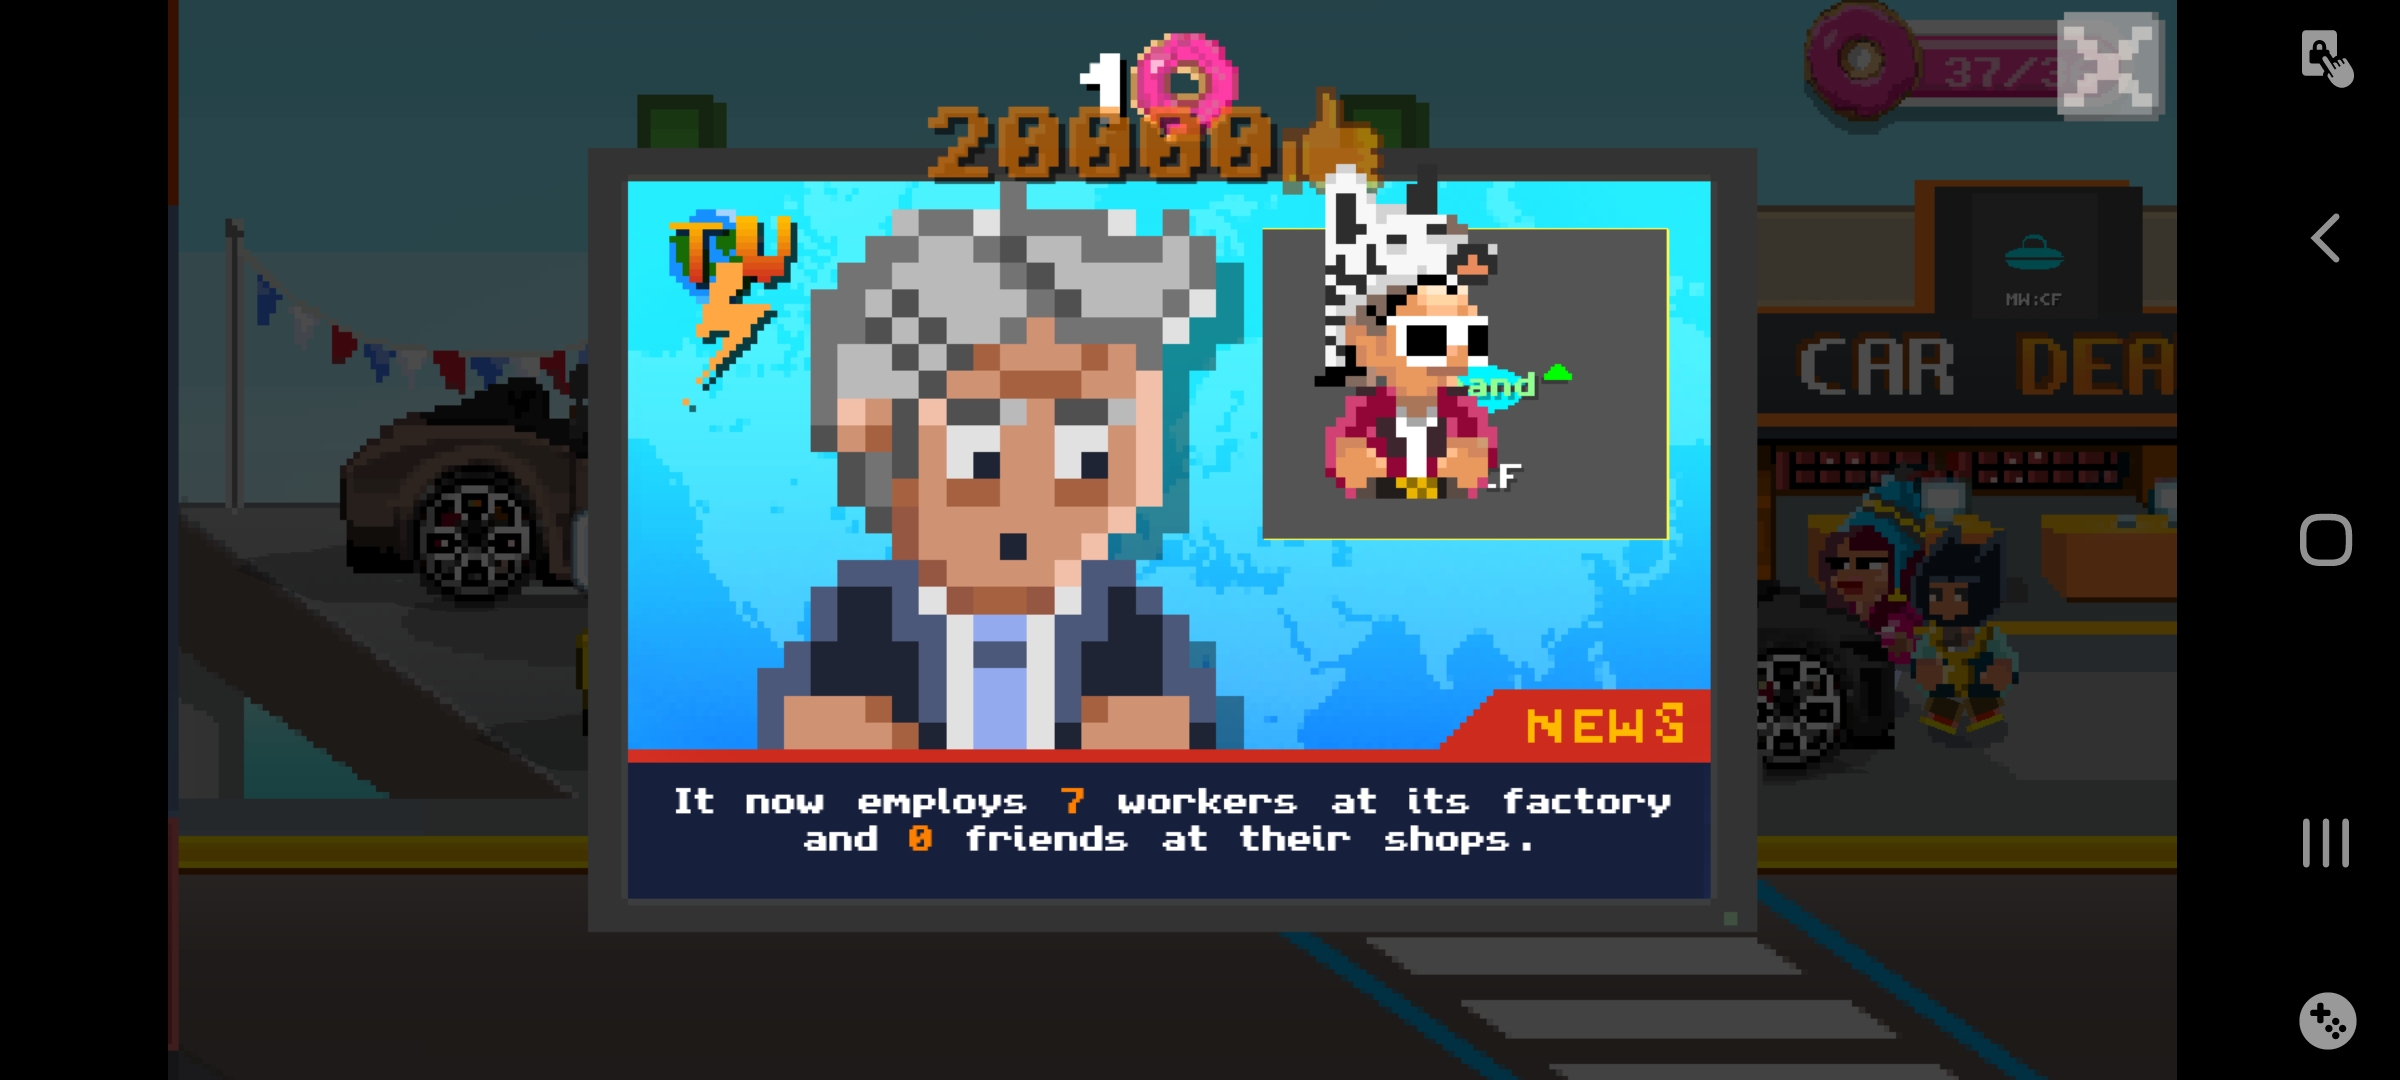 1
20000
37/3
TU
and
.F
MW:CF
CAR DEA
NEWS
It now employs 7 workers at its factory
and 0 friends at their shops.